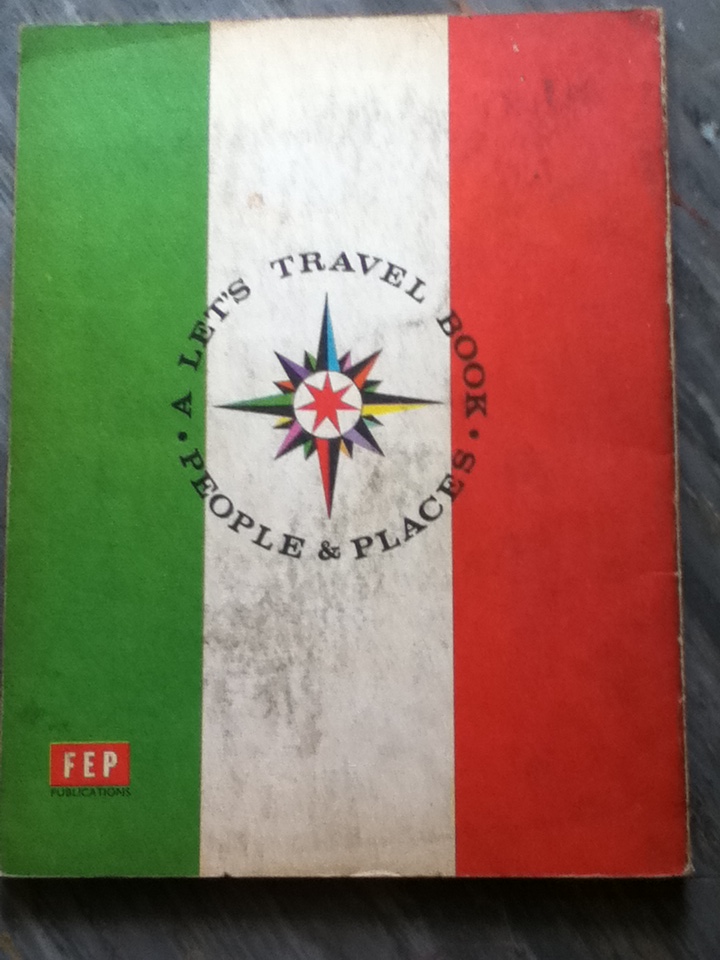 • A LET'S TRAVEL BOOK •
PEOPLE & PLACES
FEP
PUBLICATIONS